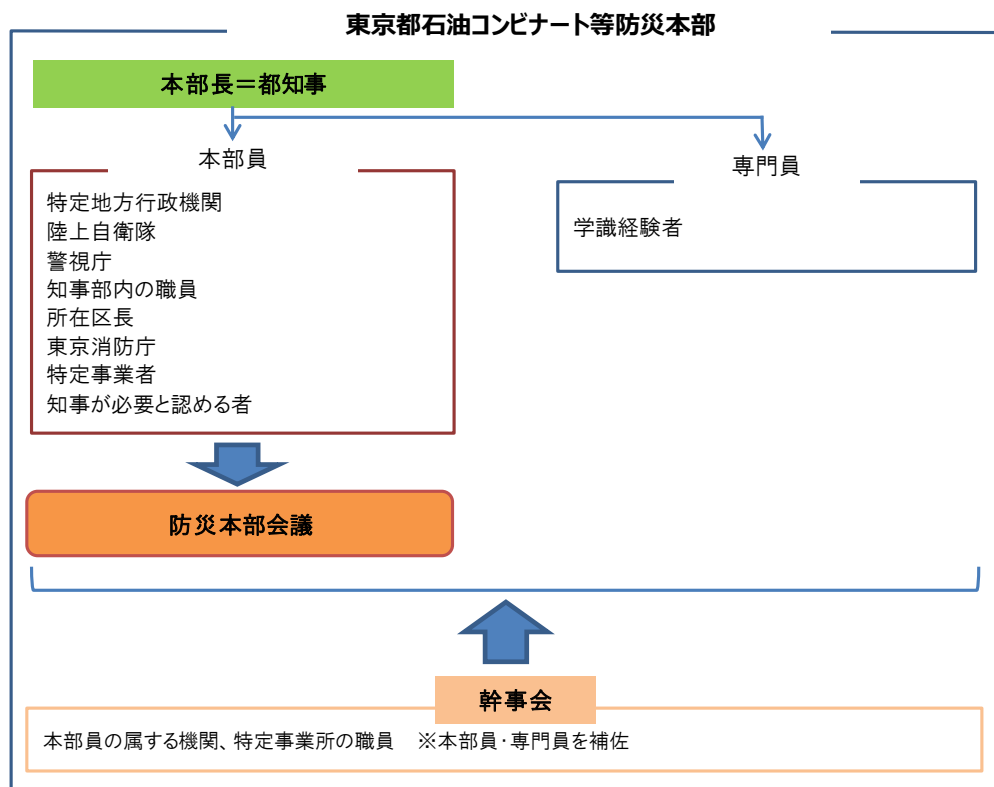 東京都石油コンビナート等防災本部
本部長＝都知事
本部員
特定地方行政機関
陸上自衛隊
警視庁
知事部内の職員
所在区長
東京消防庁
特定事業者
知事が必要と認める者
専門員
学識経験者
防災本部会議
幹事会
本部員の属する機関、特定事業所の職員　※本部員・専門員を補佐